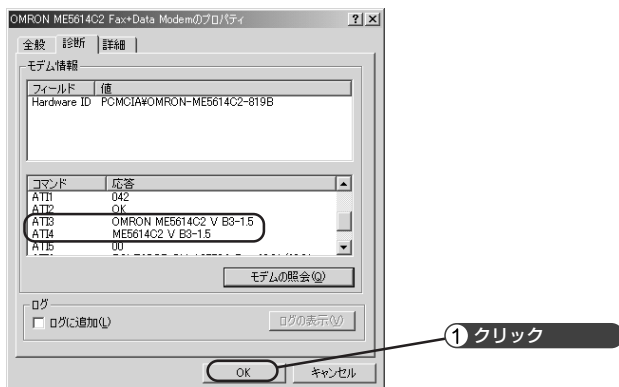 OMRON ME5614C2 Fax+Data Modemのプロパティ
全般 診断 詳細
モデム情報
フィールド 値
Hardware ID PCMCIA¥OMRON-ME5614C2-819B
コマンド 応答
ATI1 042
ATI2 OK
ATI3 OMRON ME5614C2 V B3-1.5
ATI4 ME5614C2 V B3-1.5
ATI5 00
モデムの照会(Q)
ログ
ログに追加(L)
ログの表示(V)
① クリック
OK キャンセル